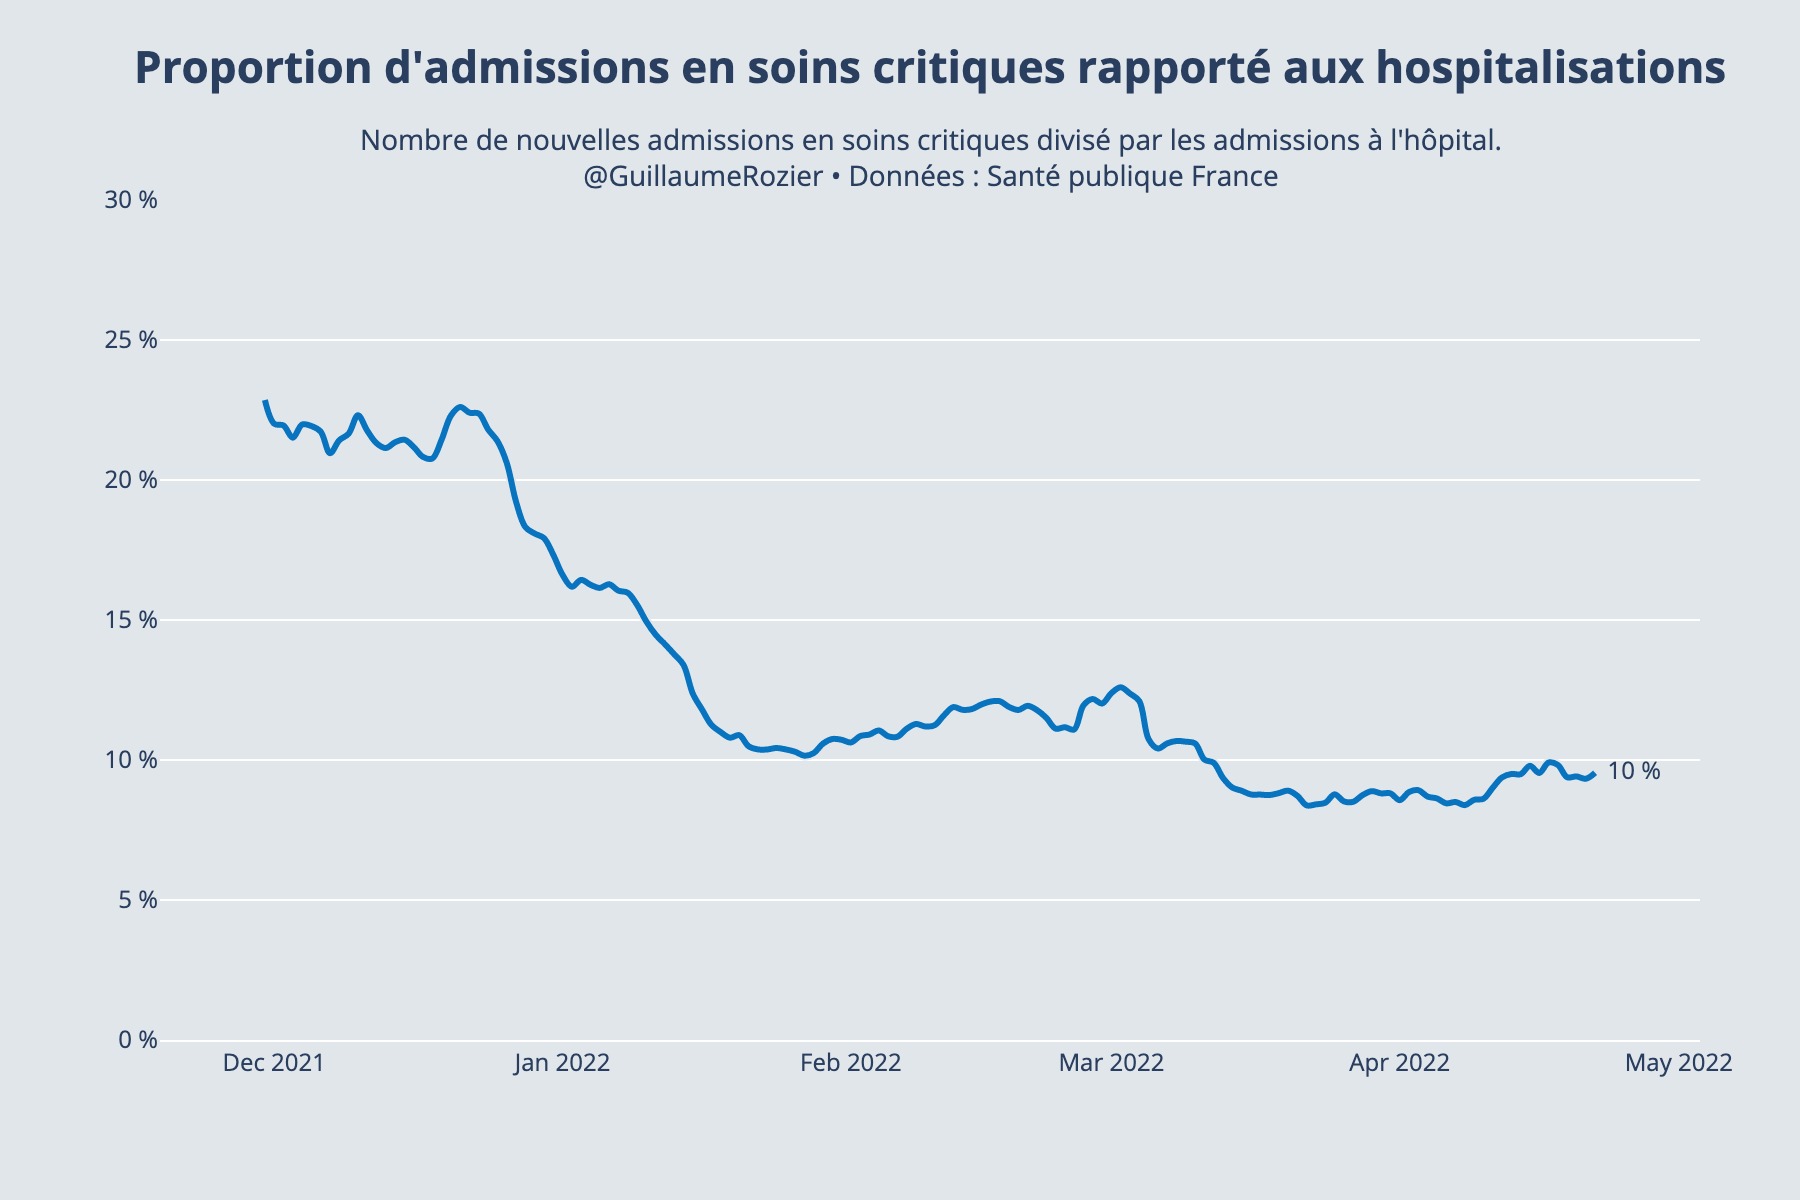 Proportion d'admissions en soins critiques rapporté aux hospitalisations
Nombre de nouvelles admissions en soins critiques divisé par les admissions à l'hôpital.
@GuillaumeRozier • Données : Santé publique France
30 %
25 %
20 %
15 %
10 %
10 %
5 %
0 %
Dec 2021 Jan 2022 Feb 2022 Mar 2022 Apr 2022 May 2022